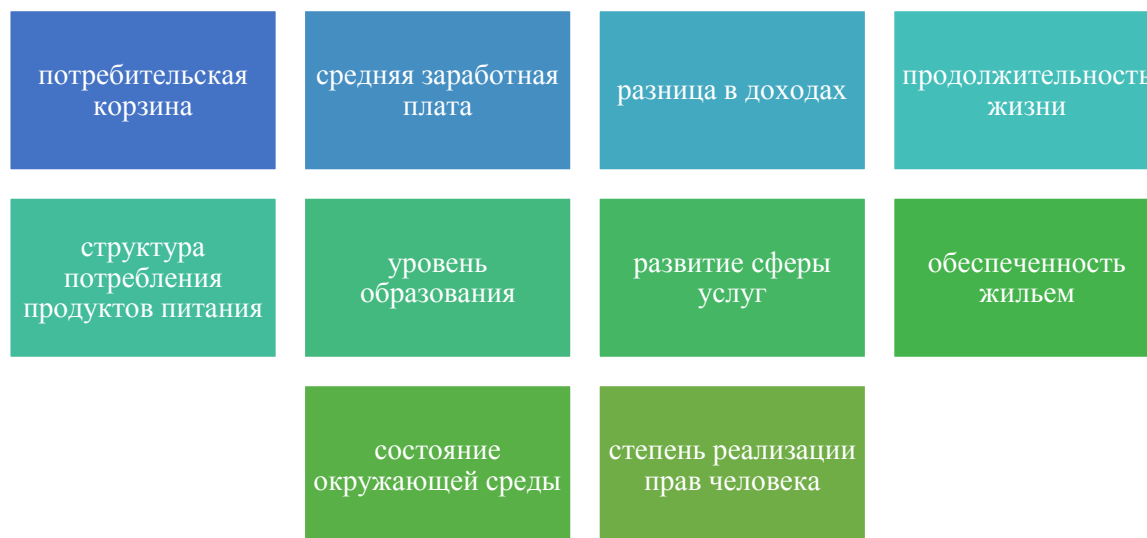 потребительская
корзина
средняя заработная
плата
разница в доходах
продолжительность
жизни
структура
потребления
продуктов питания
уровень
образования
развитие сферы
услуг
обеспеченность
жильем
состояние
окружающей среды
степень реализации
прав человека